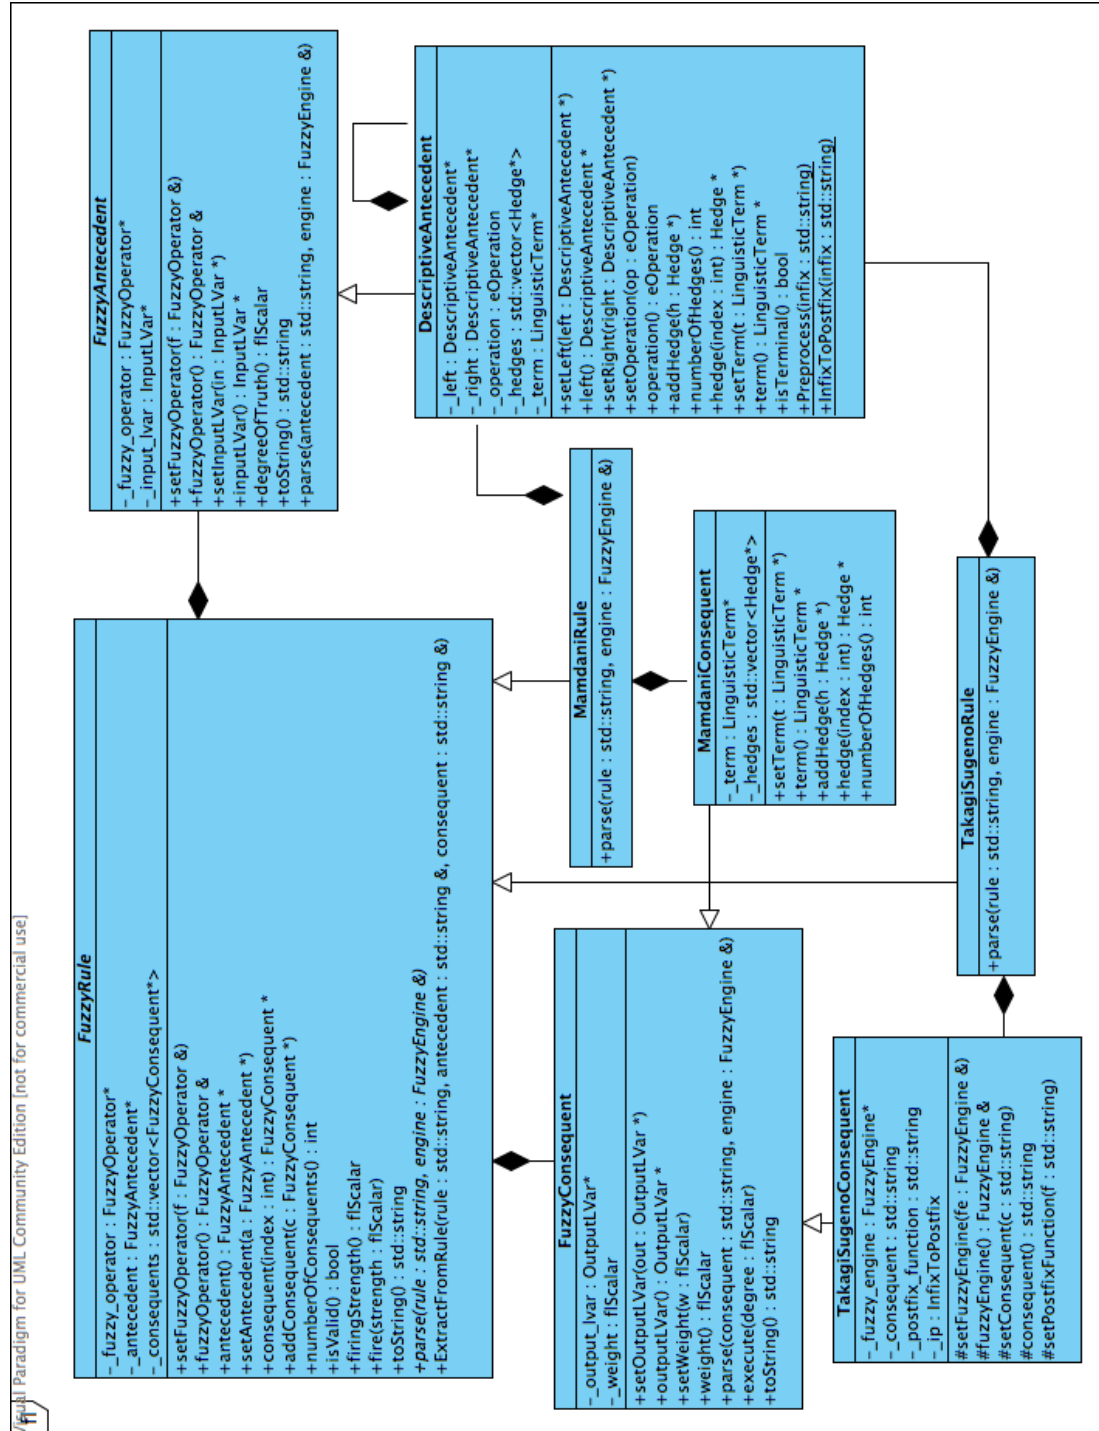 Visual Paradigm for UML Community Edition [not for commercial use]
fl
FuzzyRule
-_fuzzy_operator : FuzzyOperator*
-_antecedent : FuzzyAntecedent*
-_consequents : std::vector<FuzzyConsequent*>
+setFuzzyOperator(f : FuzzyOperator &)
+fuzzyOperator() : FuzzyOperator &
+antecedent() : FuzzyAntecedent *
+setAntecedent(a : FuzzyAntecedent *)
+consequent(index : int) : FuzzyConsequent *
+addConsequent(c : FuzzyConsequent *)
+numberOfConsequents() : int
+isValid() : bool
+firingStrength() : flScalar
+fire(strength : flScalar)
+toString() : std::string
+parse(rule : std::string, engine : FuzzyEngine &)
+ExtractFromRule(rule : std::string, antecedent : std::string &, consequent : std::string &)
FuzzyAntecedent
-_fuzzy_operator : FuzzyOperator*
-_input_lvar : InputLVar*
+setFuzzyOperator(f : FuzzyOperator &)
+fuzzyOperator() : FuzzyOperator &
+setInputLVar(in : InputLVar *)
+inputLVar() : InputLVar *
+degreeOfTruth() : flScalar
+toString() : std::string
+parse(antecedent : std::string, engine : FuzzyEngine &)
DescriptiveAntecedent
-_left : DescriptiveAntecedent*
-_right : DescriptiveAntecedent*
-_operation : eOperation
-_hedges : std::vector<Hedge*>
-_term : LinguisticTerm*
+setLeft(left : DescriptiveAntecedent *)
+left() : DescriptiveAntecedent *
+setRight(right : DescriptiveAntecedent *)
+setOperation(op : eOperation)
+operation() : eOperation
+addHedge(h : Hedge *)
+numberOfHedges() : int
+hedge(index : int) : Hedge *
+setTerm(t : LinguisticTerm *)
+term() : LinguisticTerm *
+isTerminal() : bool
+Preprocess(infix : std::string)
+InfixToPostfix(infix : std::string)
MamdaniRule
+parse(rule : std::string, engine : FuzzyEngine &)
MamdaniConsequent
-_term : LinguisticTerm*
-_hedges : std::vector<Hedge*>
+setTerm(t : LinguisticTerm *)
+term() : LinguisticTerm *
+addHedge(h : Hedge *)
+hedge(index : int) : Hedge *
+numberOfHedges() : int
FuzzyConsequent
-_output_lvar : OutputLVar*
-_weight : flScalar
+setOutputLVar(out : OutputLVar *)
+outputLVar() : OutputLVar *
+setWeight(w : flScalar)
+weight() : flScalar
+parse(consequent : std::string, engine : FuzzyEngine &)
+execute(degree : flScalar)
+toString() : std::string
TakagiSugenoRule
+parse(rule : std::string, engine : FuzzyEngine &)
TakagiSugenoConsequent
-_fuzzy_engine : FuzzyEngine*
-_consequent : std::string
-_postfix_function : std::string
-_ip : InfixToPostfix
#setFuzzyEngine(fe : FuzzyEngine &)
#fuzzyEngine() : FuzzyEngine &
#setConsequent(c : std::string)
#consequent() : std::string
#setPostfixFunction(f : std::string)